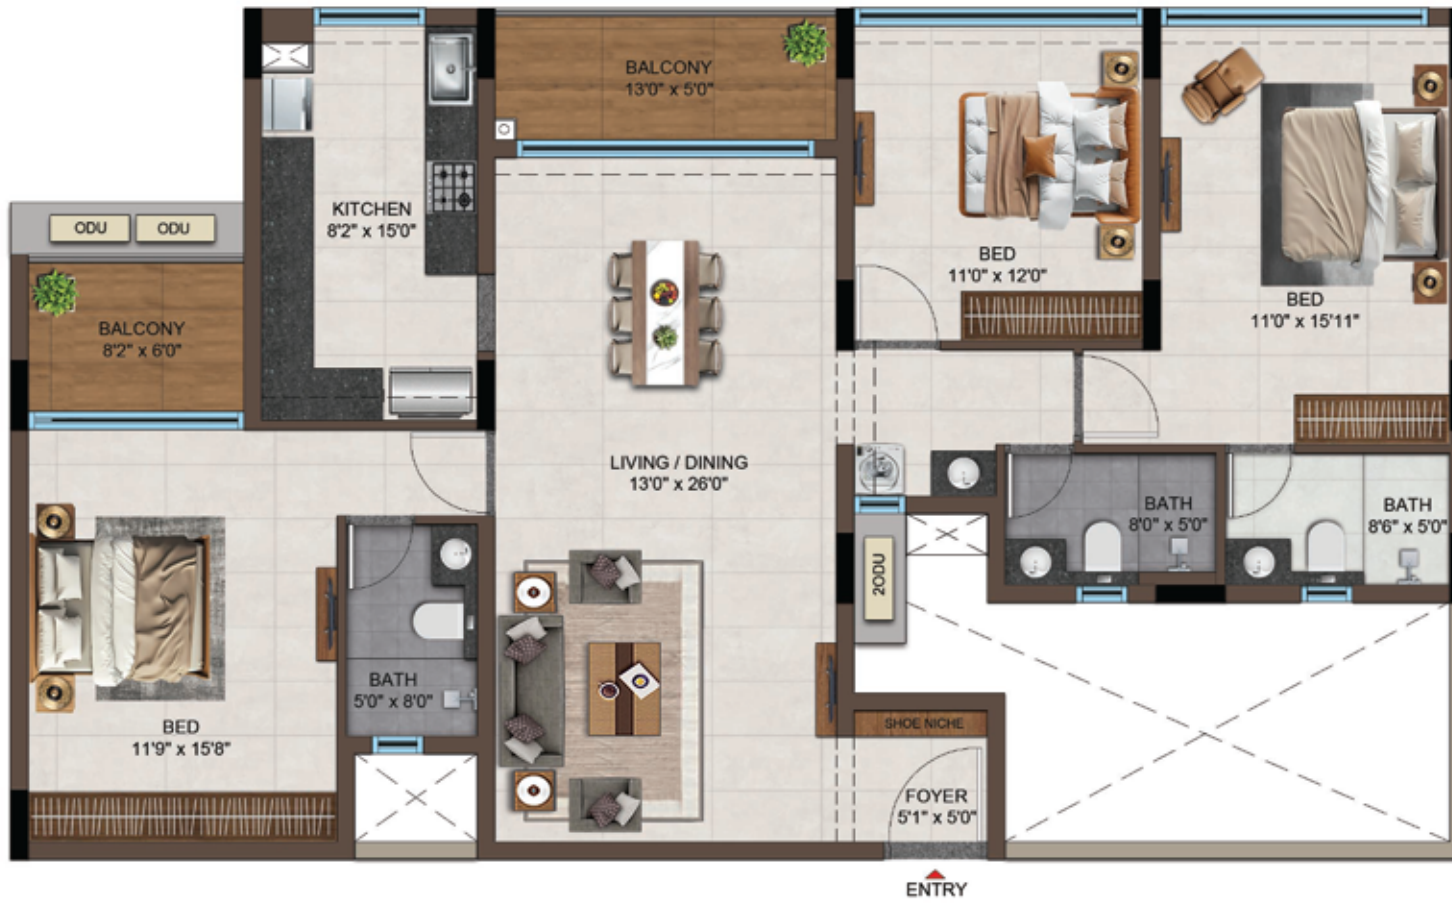 BALCONY
13'0" x 5'0"
KITCHEN
8'2" x 15'0"
ODU
ODU
BED
11'0" x 12'0"
BED
11'0" x 15'11"
BALCONY
8'2" x 6'0"
LIVING / DINING
13'0" x 26'0"
BATH
8'0" x 5'0"
BATH
8'6" x 5'0"
2ODU
BATH
5'0" x 8'0"
BED
11'9" x 15'8"
SHOE NICHE
FOYER
5'1" x 5'0"
ENTRY